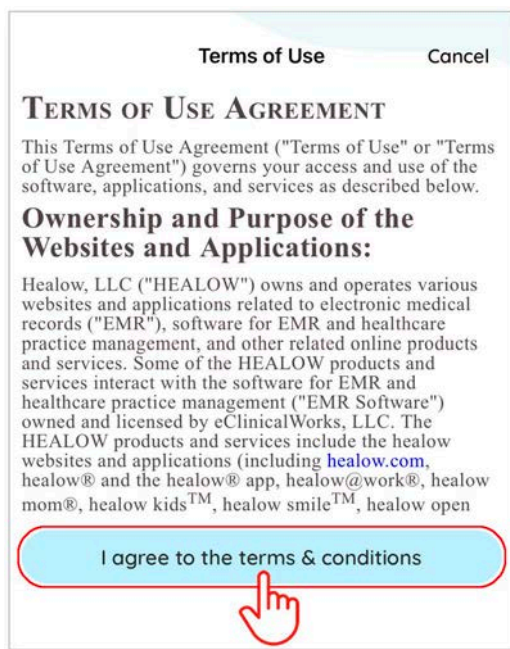 Terms of Use Cancel
TERMS OF USE AGREEMENT
This Terms of Use Agreement ("Terms of Use" or "Terms
of Use Agreement") governs your access and use of the
software, applications, and services as described below.
Ownership and Purpose of the
Websites and Applications:
Healow, LLC ("HEALOW") owns and operates various
websites and applications related to electronic medical
records ("EMR"), software for EMR and healthcare
practice management, and other related online products
and services. Some of the HEALOW products and
services interact with the software for EMR and
healthcare practice management ("EMR Software")
owned and licensed by eClinicalWorks, LLC. The
HEALOW products and services include the healow
websites and applications (including healow.com,
healow® and the healow® app, healow@work®, healow
mom®, healow kids™, healow smile™, healow open
I agree to the terms & conditions